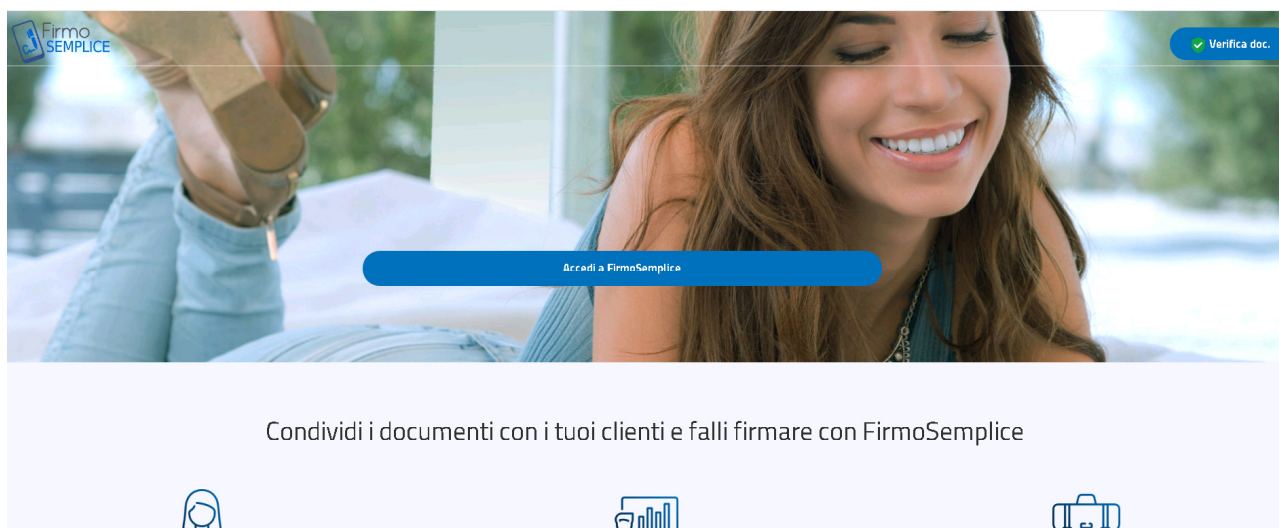 Firmo
SEMPLICE
Verifica doc.
Accedi a FirmoSemplice
Condividi i documenti con i tuoi clienti e falli firmare con FirmoSemplice